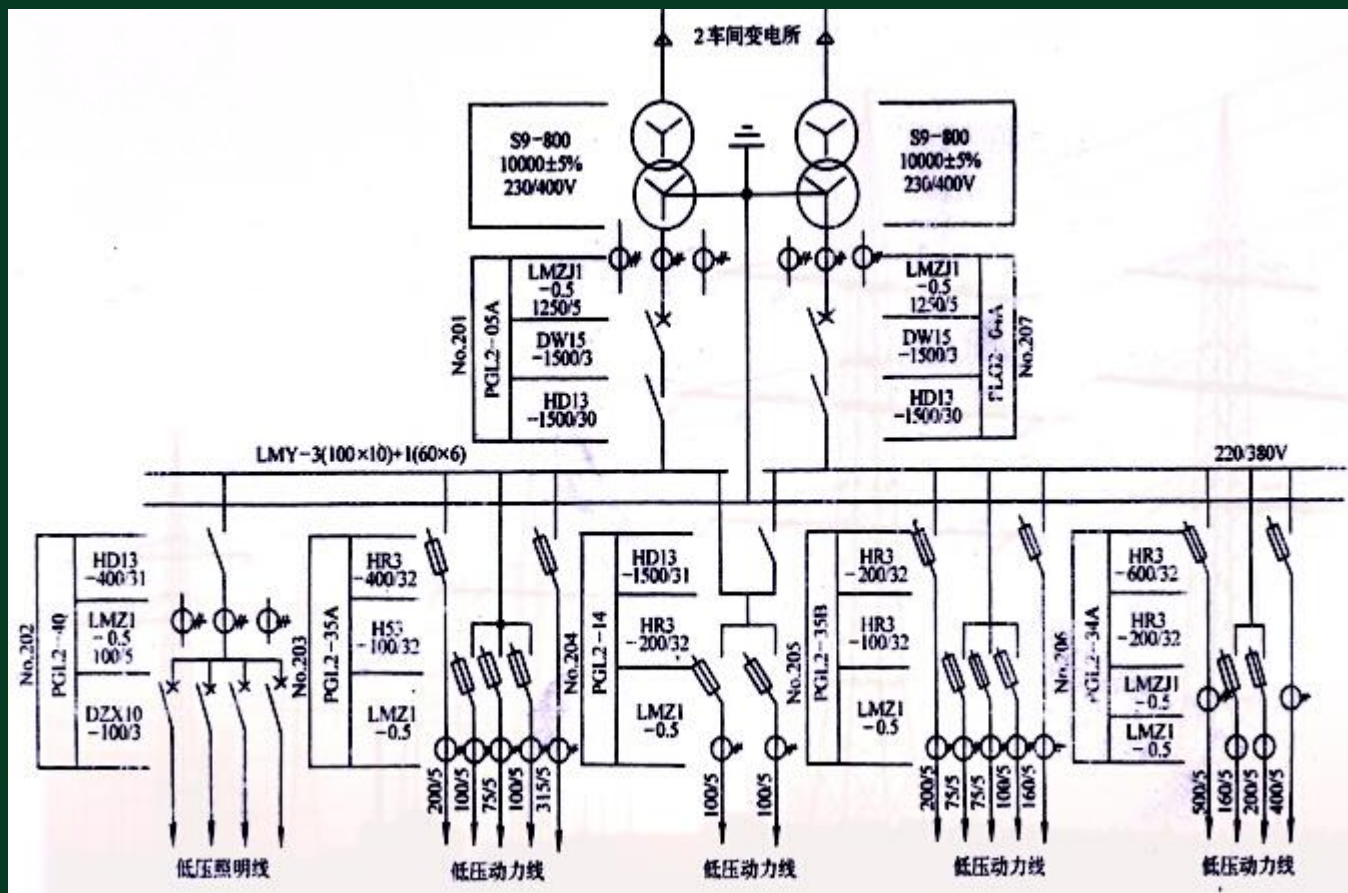 2车间变电所
S9-800
10000±5%
230/400V
S9-800
10000±5%
230/400V
No.201
PGL2-05A
LMZJ1
-0.5
1250/5
DW15
-1500/3
HD13
-1500/30
LMZJ1
-0.5
1250/5
DW15
-1500/3
HD13
-1500/30
No.207
LMY-3(100×10)+1(60×6)
220/380V
No.202
PGL2-40
HD13
-400/31
LMZ1
-0.5
100/5
DZX10
-100/3
No.203
PGL2-35A
HR3
-400/32
H53
-100/32
LMZ1
-0.5
No.204
PGL2-14
HD13
-1500/31
HR3
-200/32
LMZ1
-0.5
No.205
PGL2-35B
HR3
-200/32
HR3
-100/32
LMZ1
-0.5
No.206
PGL2-34A
HR3
-600/32
HR3
-200/32
LMZJ1
-0.5
LMZ1
-0.5
200/5
100/5
75/5
100/5
315/5
100/5
100/5
200/5
75/5
75/5
100/5
160/5
500/5
160/5
200/5
400/5
低压照明线
低压动力线
低压动力线
低压动力线
低压动力线